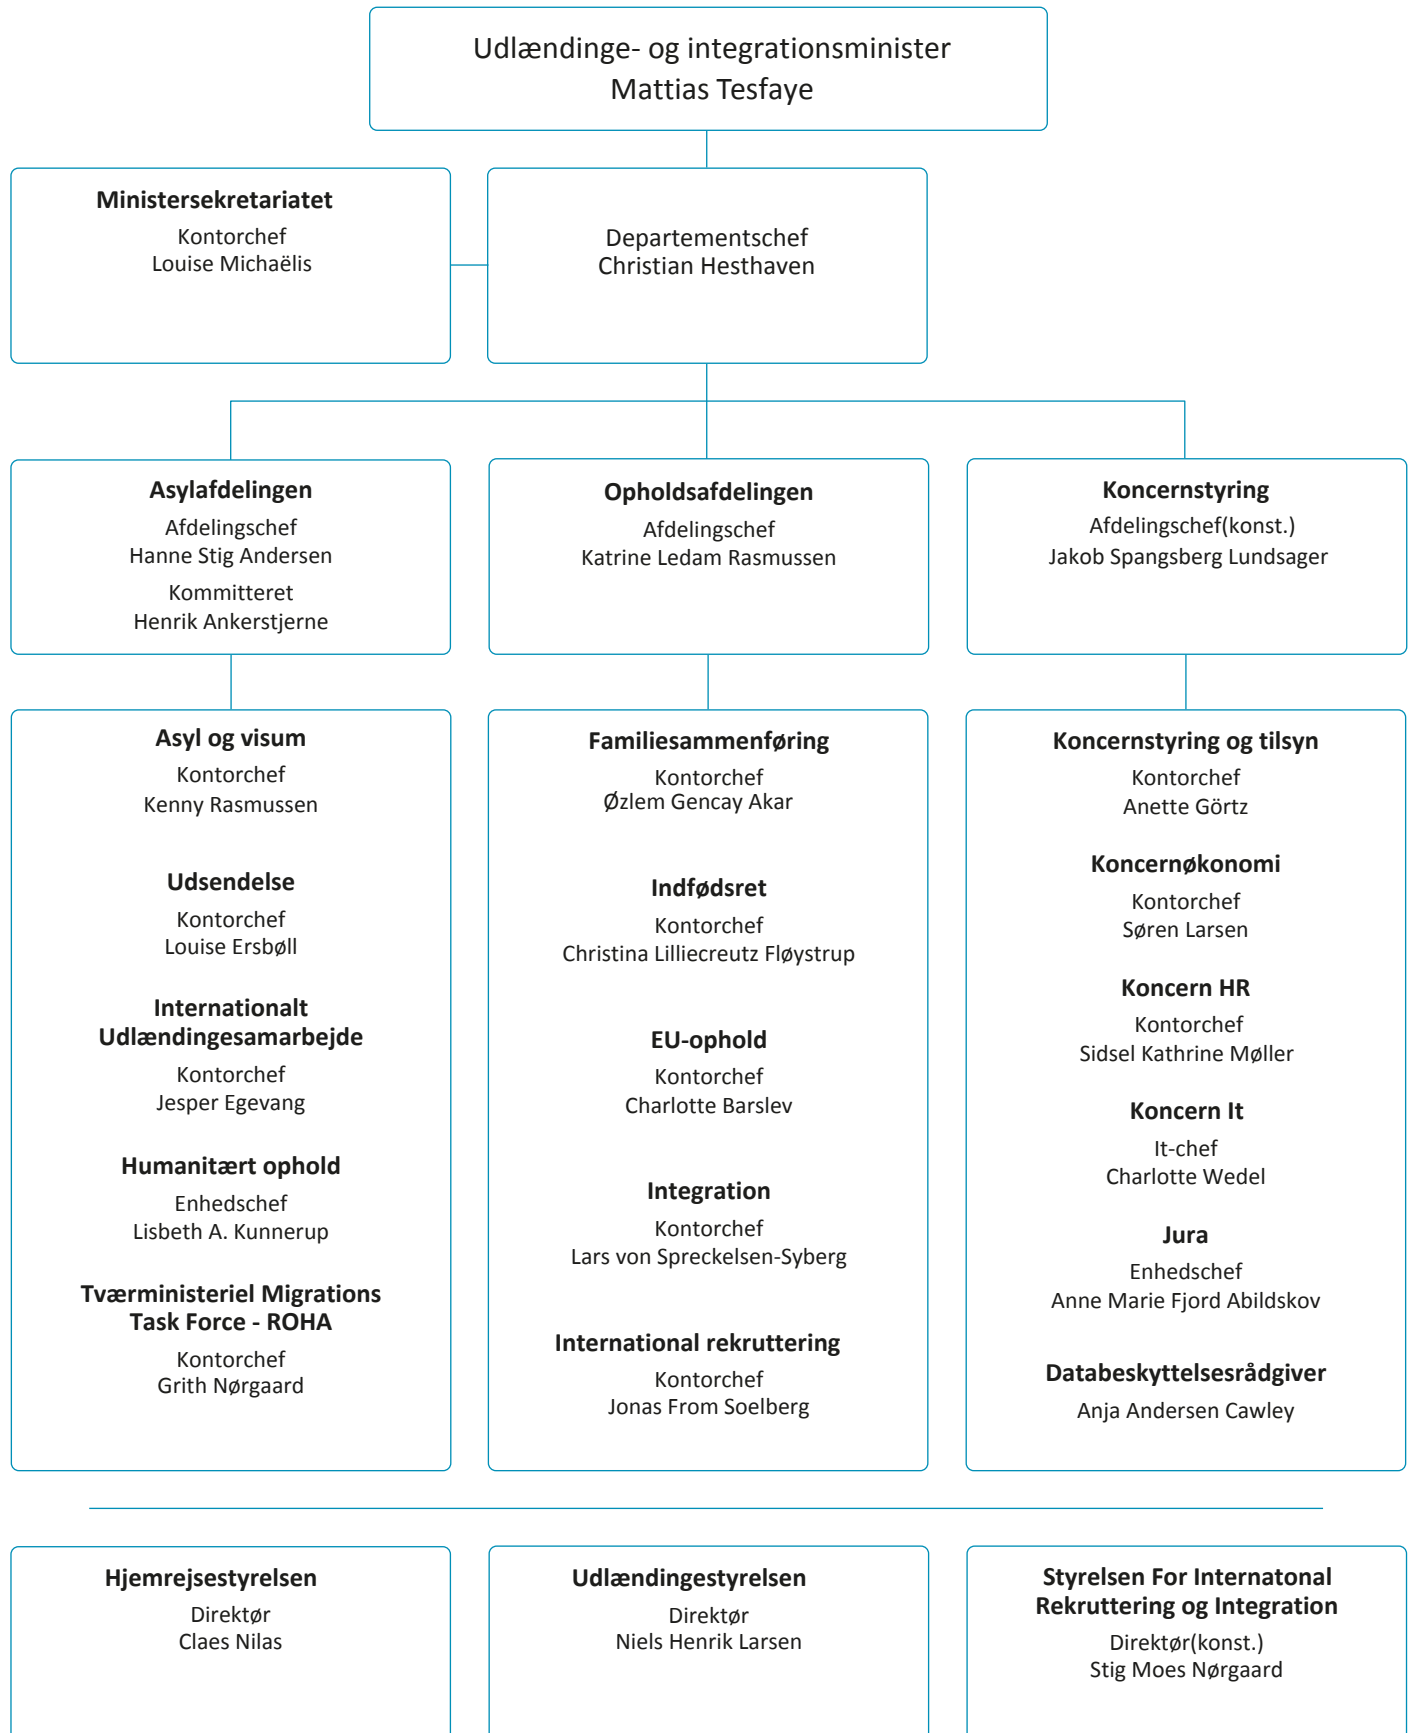 Udlændinge- og integrationsminister
Mattias Tesfaye
Ministersekretariatet
Kontorchef
Louise Michaëlis
Departementschef
Christian Hesthaven
Asylafdelingen
Afdelingschef
Hanne Stig Andersen
Kommitteret
Henrik Ankerstjerne
Opholdsafdelingen
Afdelingschef
Katrine Ledam Rasmussen
Koncernstyring
Afdelingschef(konst.)
Jakob Spangsberg Lundsager
Asyl og visum
Kontorchef
Kenny Rasmussen
Udsendelse
Kontorchef
Louise Ersbøll
Internationalt
Udlændingesamarbejde
Kontorchef
Jesper Egevang
Humanitært ophold
Enhedschef
Lisbeth A. Kunnerup
Tværministeriel Migrations
Task Force - ROHA
Kontorchef
Grith Nørgaard
Familiesammenføring
Kontorchef
Øzlem Gencay Akar
Indfødsret
Kontorchef
Christina Lilliecreutz Fløystrup
EU-ophold
Kontorchef
Charlotte Barslev
Integration
Kontorchef
Lars von Spreckelsen-Syberg
International rekruttering
Kontorchef
Jonas From Soelberg
Koncernstyring og tilsyn
Kontorchef
Anette Görtz
Koncernøkonomi
Kontorchef
Søren Larsen
Koncern HR
Kontorchef
Sidsel Kathrine Møller
Koncern It
It-chef
Charlotte Wedel
Jura
Enhedschef
Anne Marie Fjord Abildskov
Databeskyttelsesrådgiver
Anja Andersen Cawley
Hjemrejsestyrelsen
Direktør
Claes Nilas
Udlændingestyrelsen
Direktør
Niels Henrik Larsen
Styrelsen For Internatonal
Rekruttering og Integration
Direktør(konst.)
Stig Moes Nørgaard